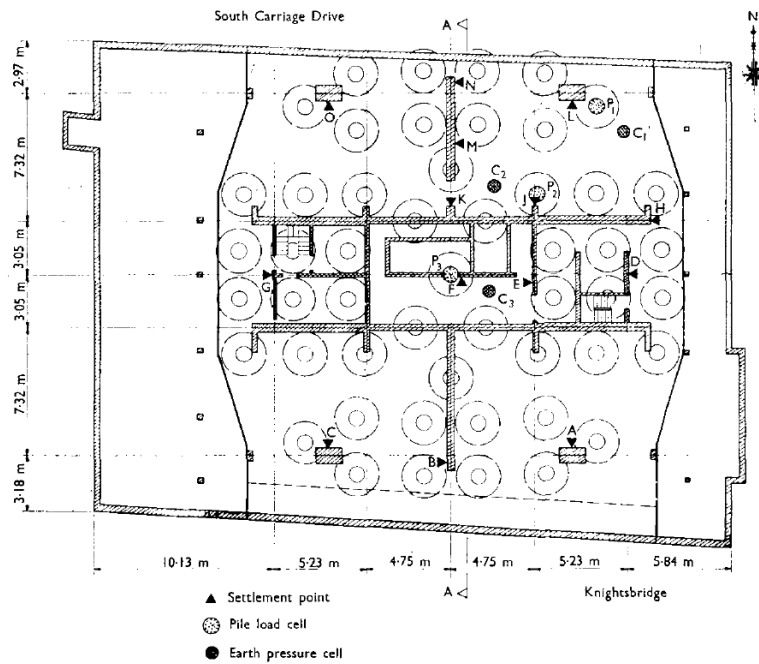 South Carriage Drive
A
N
2·97 m
7·32 m
3·05 m
3·05 m
7·32 m
3·18 m
N
O
L
P1
C1
M
C2
K
J
P2
H
P3
G
F
E
D
C3
C
B
A
10·13 m
5·23 m
4·75 m
4·75 m
5·23 m
5·84 m
A
Knightsbridge
Settlement point
Pile load cell
Earth pressure cell